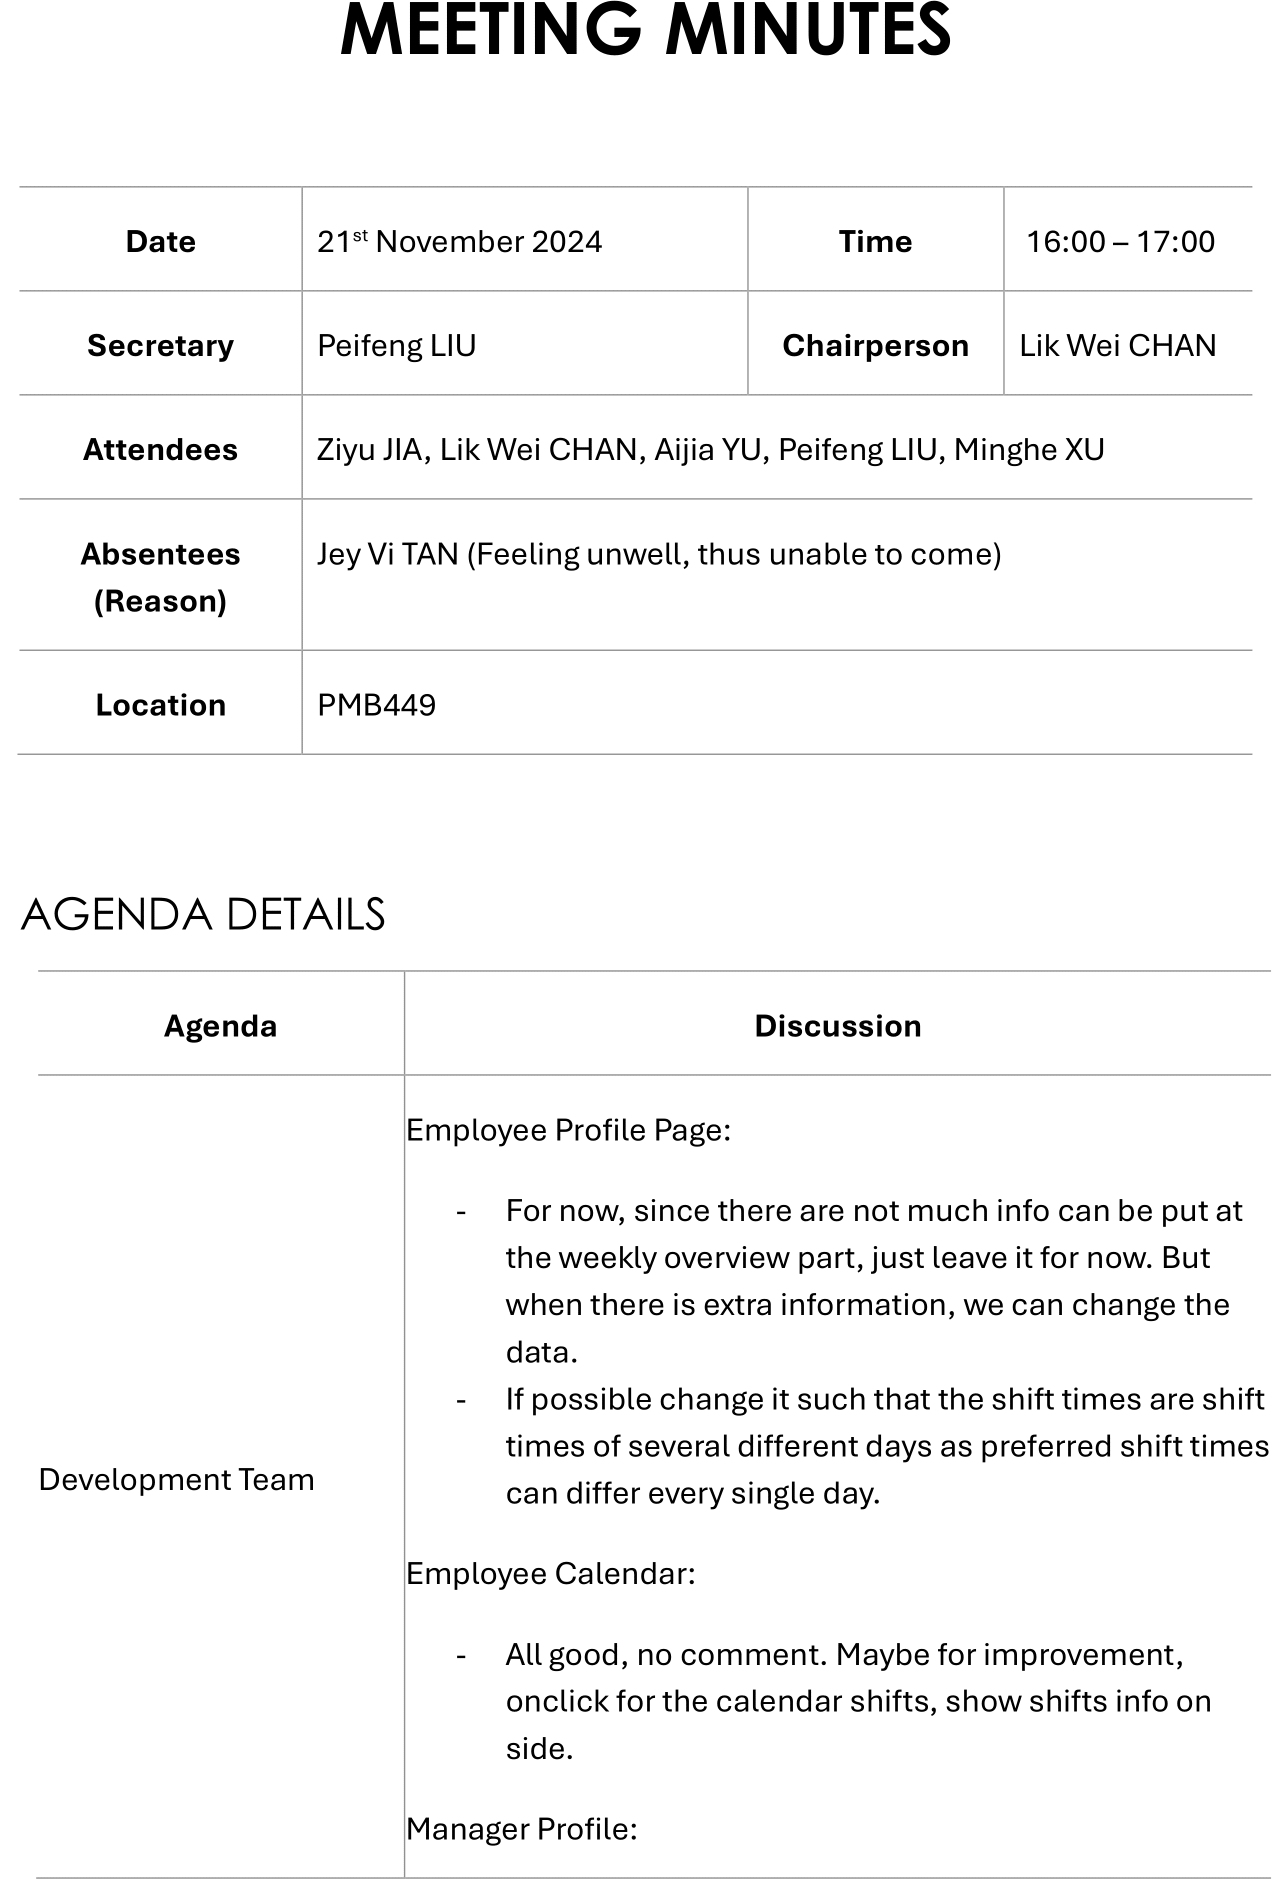 MEETING MINUTES
Date 21st November 2024 Time 16:00 – 17:00
Secretary Peifeng LIU Chairperson Lik Wei CHAN
Attendees Ziyu JIA, Lik Wei CHAN, Aijia YU, Peifeng LIU, Minghe XU
Absentees Jey Vi TAN (Feeling unwell, thus unable to come)
(Reason)
Location PMB449
AGENDA DETAILS
Agenda Discussion
Employee Profile Page:
- For now, since there are not much info can be put at
the weekly overview part, just leave it for now. But
when there is extra information, we can change the
data.
- If possible change it such that the shift times are shift
times of several different days as preferred shift times
Development Team
can differ every single day.
Employee Calendar:
- All good, no comment. Maybe for improvement,
onclick for the calendar shifts, show shifts info on
side.
Manager Profile: